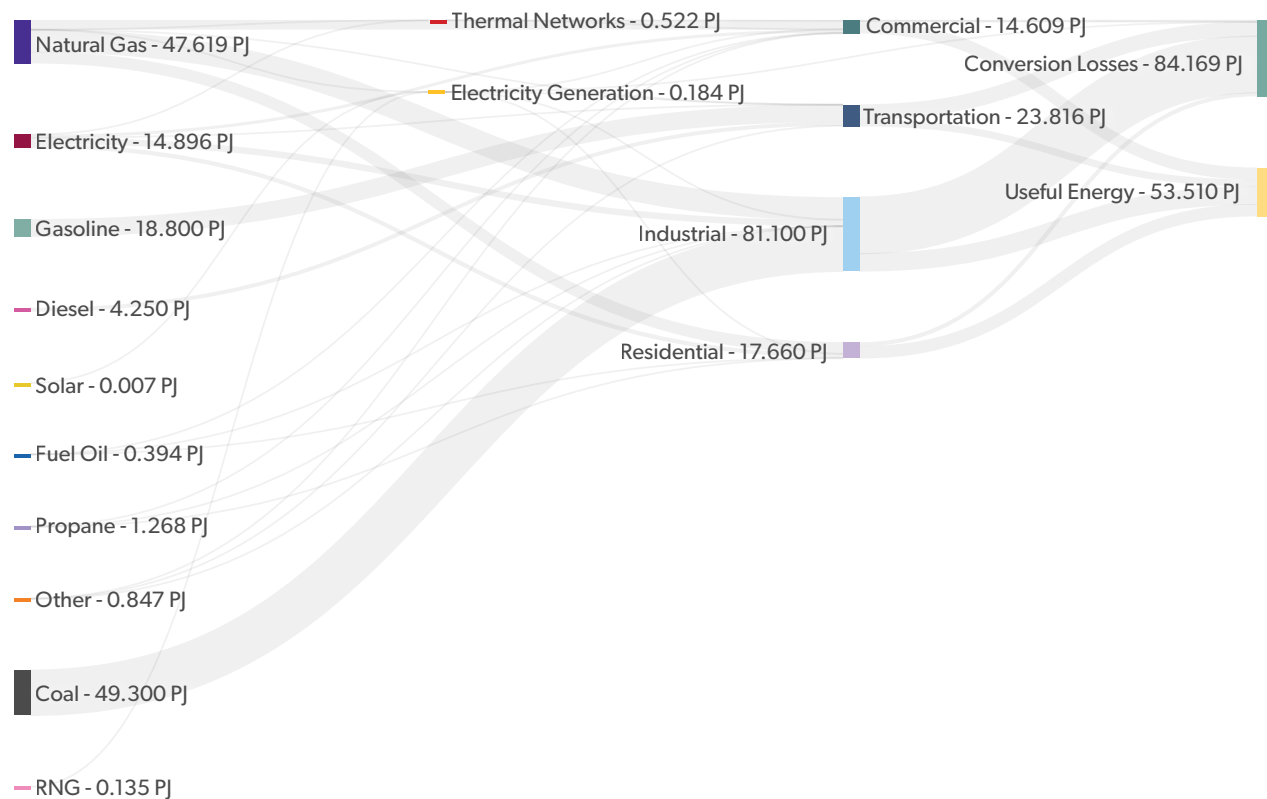 Natural Gas - 47.619 PJ
Electricity - 14.896 PJ
Gasoline - 18.800 PJ
Diesel - 4.250 PJ
Solar - 0.007 PJ
Fuel Oil - 0.394 PJ
Propane - 1.268 PJ
Other - 0.847 PJ
Coal - 49.300 PJ
RNG - 0.135 PJ
Thermal Networks - 0.522 PJ
Electricity Generation - 0.184 PJ
Commercial - 14.609 PJ
Transportation - 23.816 PJ
Industrial - 81.100 PJ
Residential - 17.660 PJ
Conversion Losses - 84.169 PJ
Useful Energy - 53.510 PJ